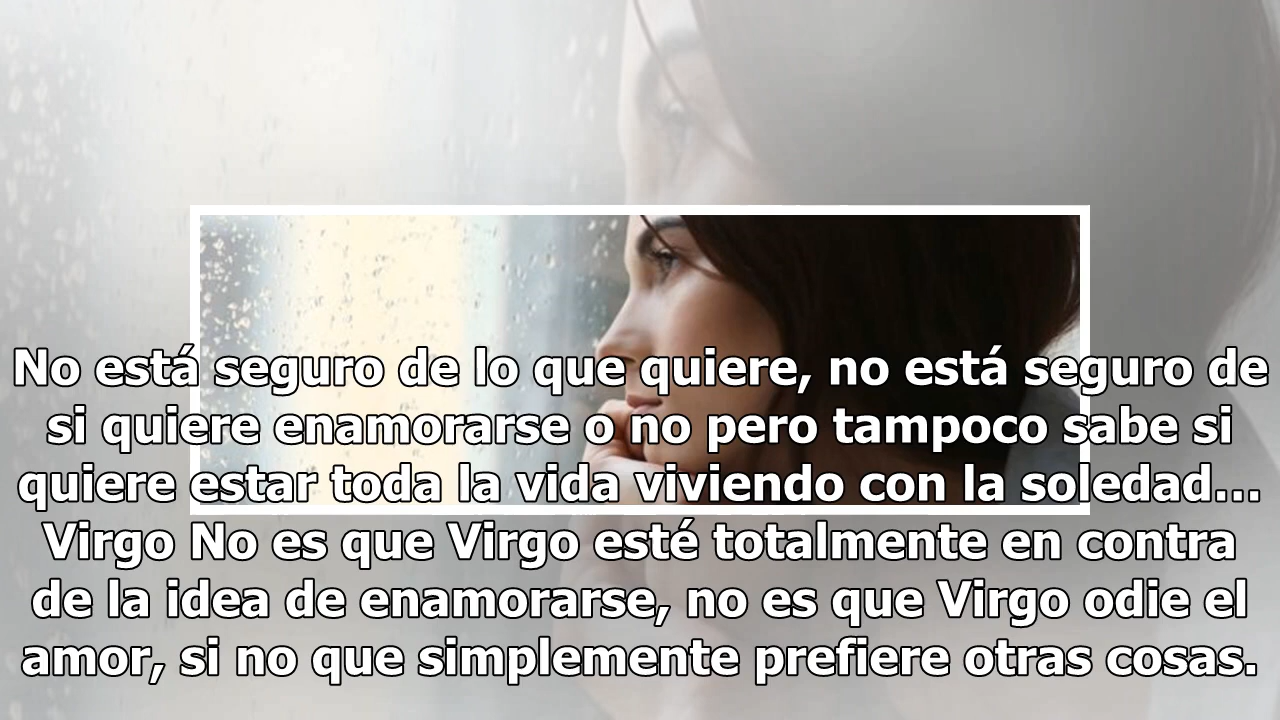 No está seguro de lo que quiere, no está seguro de
si quiere enamorarse o no pero tampoco sabe si
quiere estar toda la vida viviendo con la soledad...
Virgo No es que Virgo esté totalmente en contra
de la idea de enamorarse, no es que Virgo odie el
amor, si no que simplemente prefiere otras cosas.